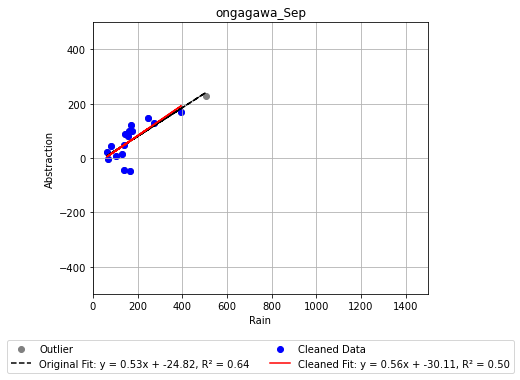 ongagawa_Sep
400
200
0
−200
−400
Abstraction
0 200 400 600 800 1000 1200 1400
Rain
Outlier Cleaned Data
Original Fit: y = 0.53x + -24.82, R² = 0.64 Cleaned Fit: y = 0.56x + -30.11, R² = 0.50